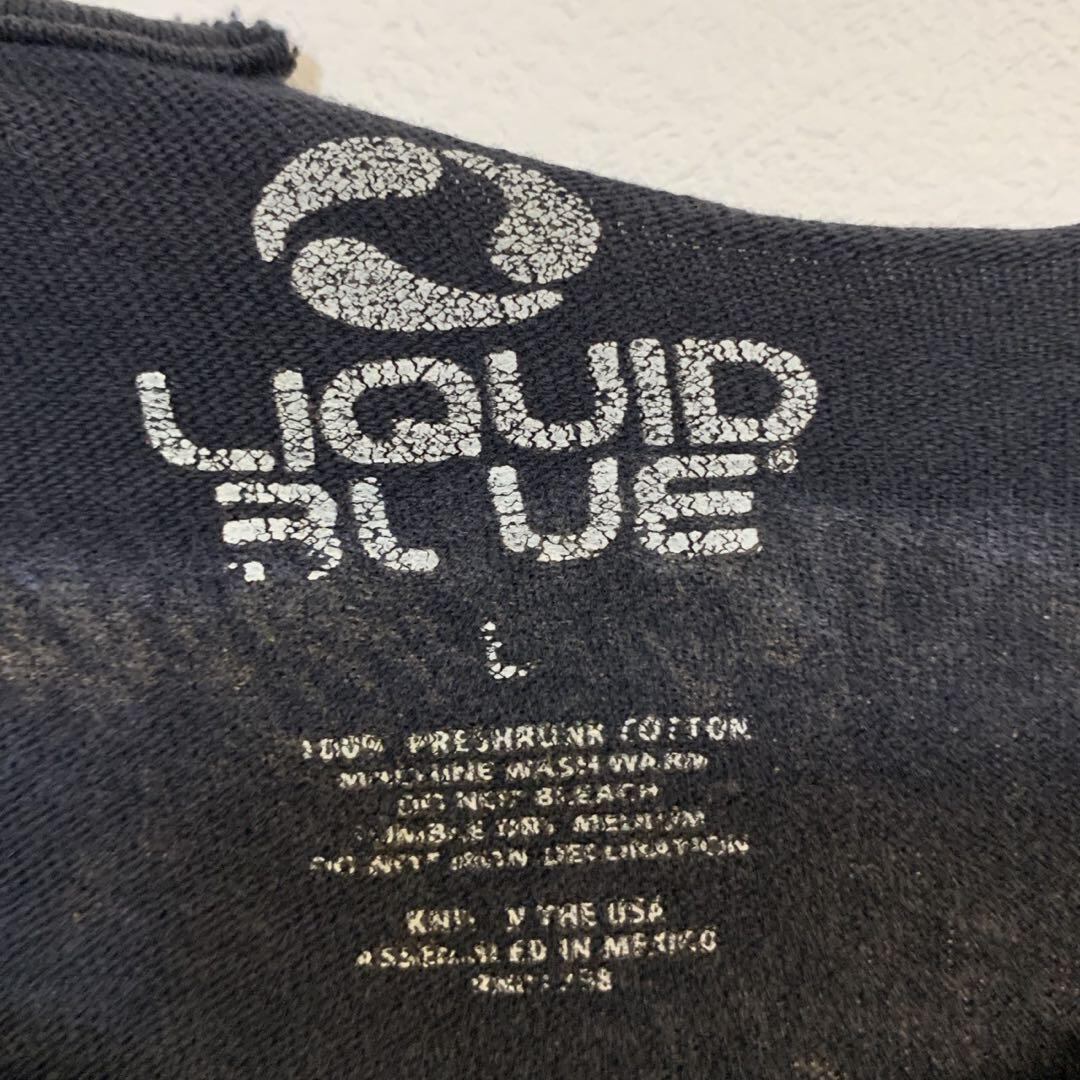 LIQUID
BLUE®
L
100% PRESHRUNK COTTON
MACHINE WASH WARM
DO NOT BLEACH
TUMBLE DRY MEDIUM
DO NOT IRON DECORATION
KNIT IN THE USA
ASSEMBLED IN MEXICO